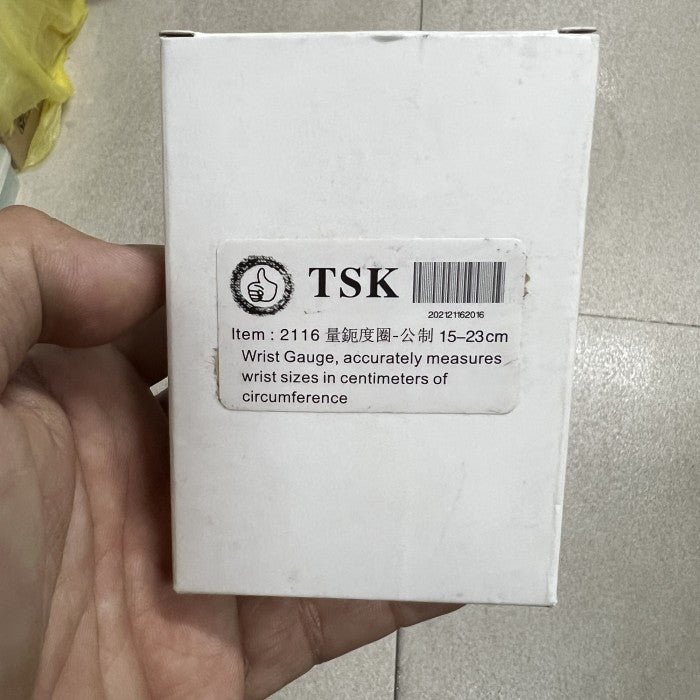 TSK
202121162016
Item : 2116 量鈪度圈-公制 15–23cm
Wrist Gauge, accurately measures
wrist sizes in centimeters of
circumference